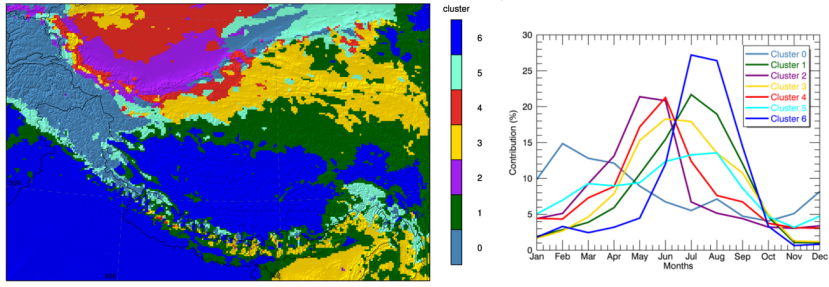 cluster
6
5
4
3
2
1
0
30
25
20
15
10
5
0
Contribution (%)
Cluster 0
Cluster 1
Cluster 2
Cluster 3
Cluster 4
Cluster 5
Cluster 6
Jan Feb Mar Apr May Jun Jul Aug Sep Oct Nov Dec
Months